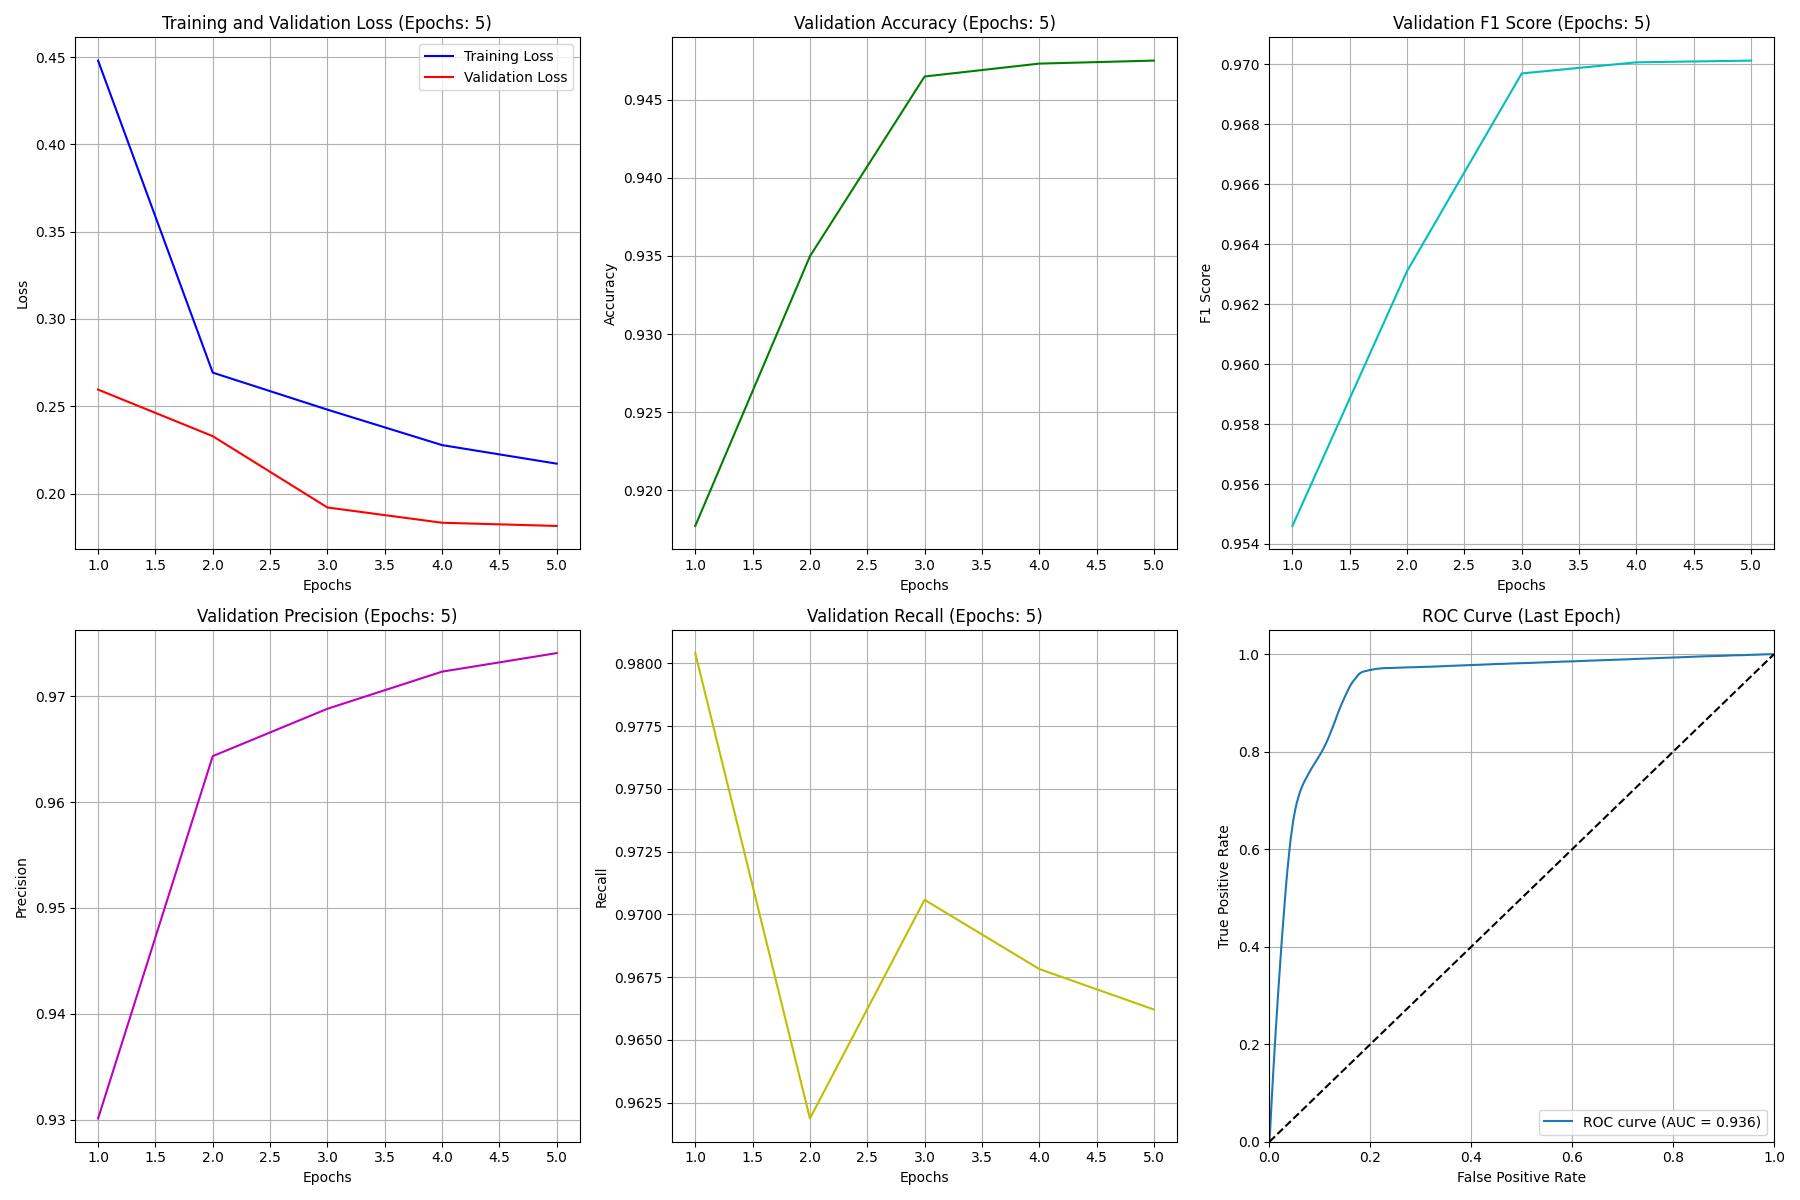 Training and Validation Loss (Epochs: 5)
Training Loss
Validation Loss
0.45
0.40
0.35
0.30
0.25
0.20
Loss
1.0 1.5 2.0 2.5 3.0 3.5 4.0 4.5 5.0
Epochs
Validation Accuracy (Epochs: 5)
0.945
0.940
0.935
0.930
0.925
0.920
Accuracy
1.0 1.5 2.0 2.5 3.0 3.5 4.0 4.5 5.0
Epochs
Validation F1 Score (Epochs: 5)
0.970
0.968
0.966
0.964
0.962
0.960
0.958
0.956
0.954
F1 Score
1.0 1.5 2.0 2.5 3.0 3.5 4.0 4.5 5.0
Epochs
Validation Precision (Epochs: 5)
0.97
0.96
0.95
0.94
0.93
Precision
1.0 1.5 2.0 2.5 3.0 3.5 4.0 4.5 5.0
Epochs
Validation Recall (Epochs: 5)
0.9800
0.9775
0.9750
0.9725
0.9700
0.9675
0.9650
0.9625
Recall
1.0 1.5 2.0 2.5 3.0 3.5 4.0 4.5 5.0
Epochs
ROC Curve (Last Epoch)
1.0
0.8
0.6
0.4
0.2
0.0
True Positive Rate
ROC curve (AUC = 0.936)
0.0 0.2 0.4 0.6 0.8 1.0
False Positive Rate